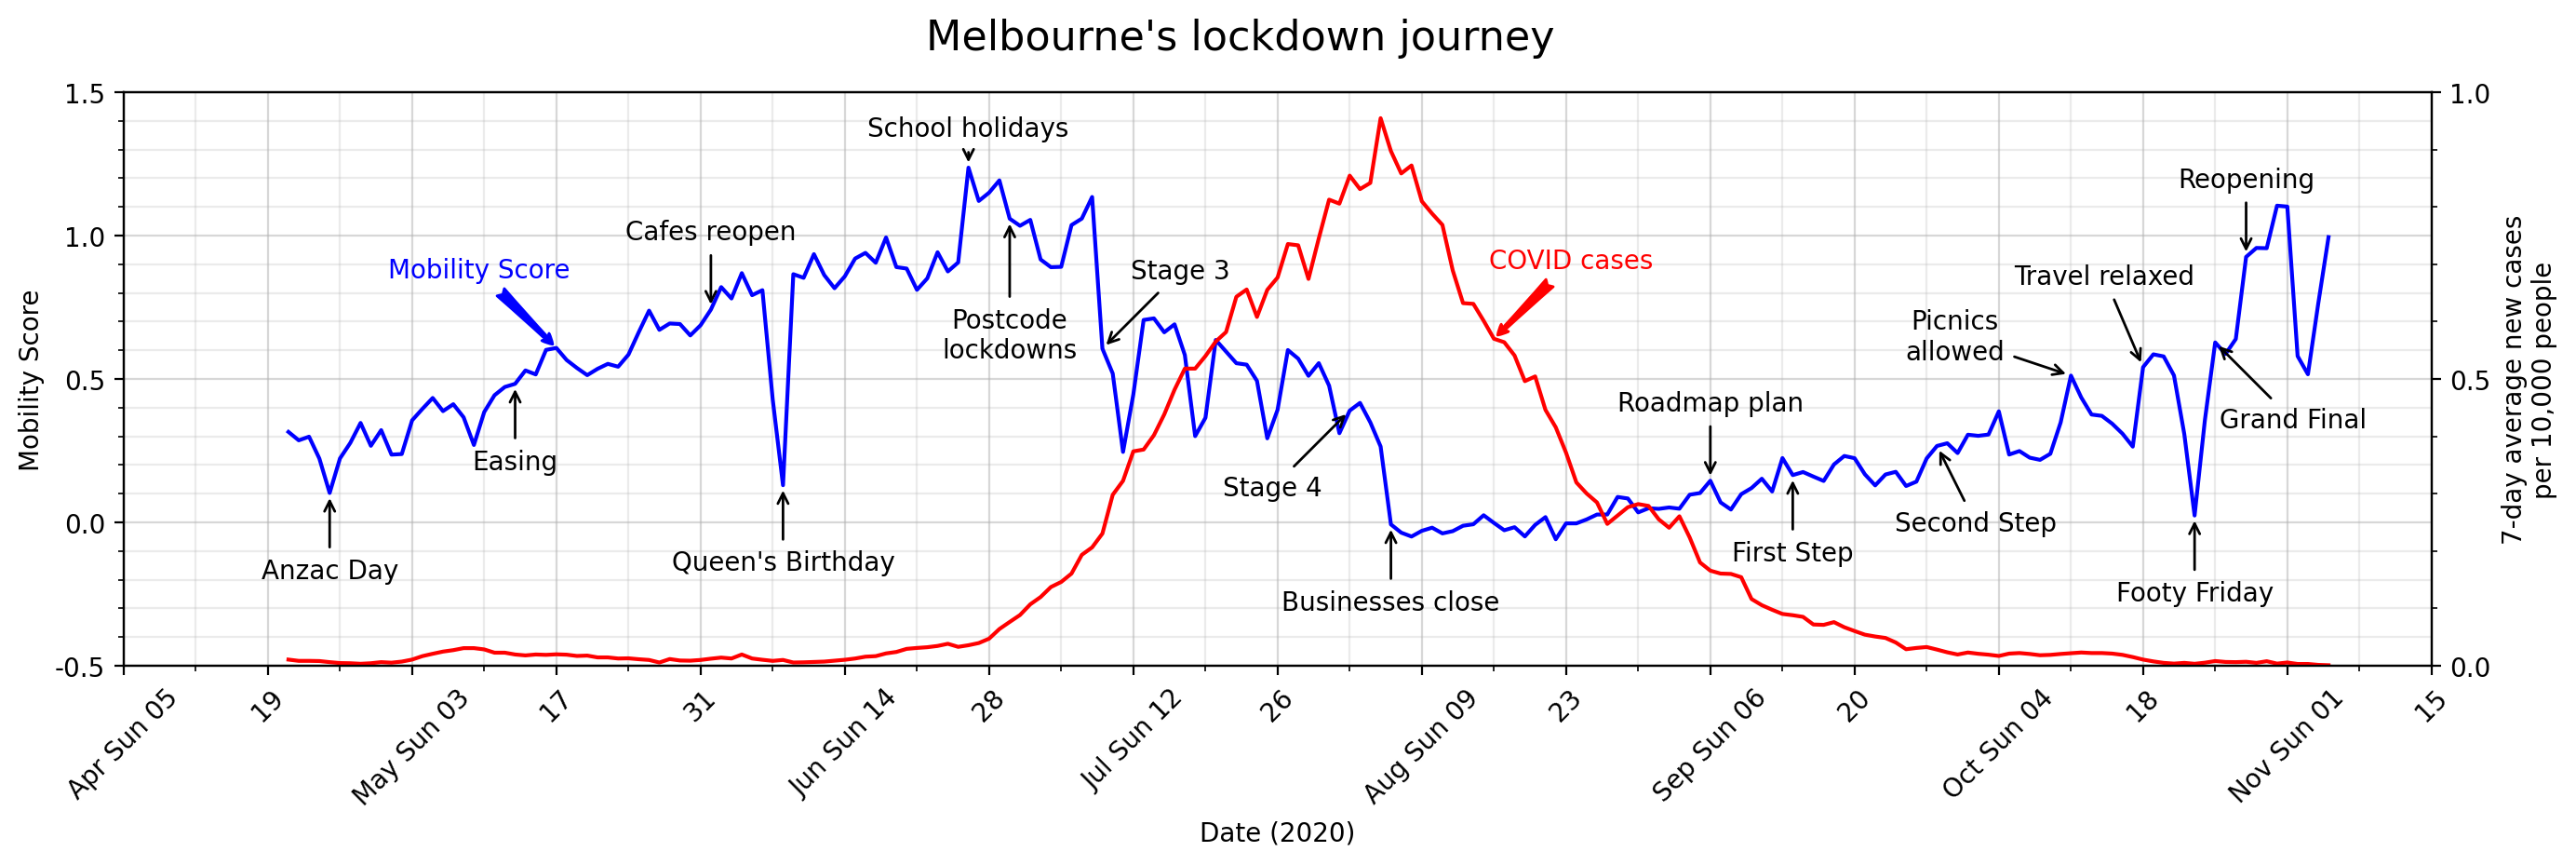 Melbourne's lockdown journey
1.5
1.0
0.5
0.0
-0.5
Mobility Score
1.0
0.5
0.0
7-day average new cases
per 10,000 people
School holidays
Reopening
Cafes reopen
Mobility Score
Stage 3
COVID cases
Travel relaxed
Postcode
lockdowns
Picnics
allowed
Roadmap plan
Grand Final
Easing
Stage 4
Second Step
Anzac Day
Queen's Birthday
First Step
Businesses close
Footy Friday
Apr Sun 05
19
May Sun 03
17
31
Jun Sun 14
28
Jul Sun 12
26
Aug Sun 09
23
Sep Sun 06
20
Oct Sun 04
18
Nov Sun 01
15
Date (2020)